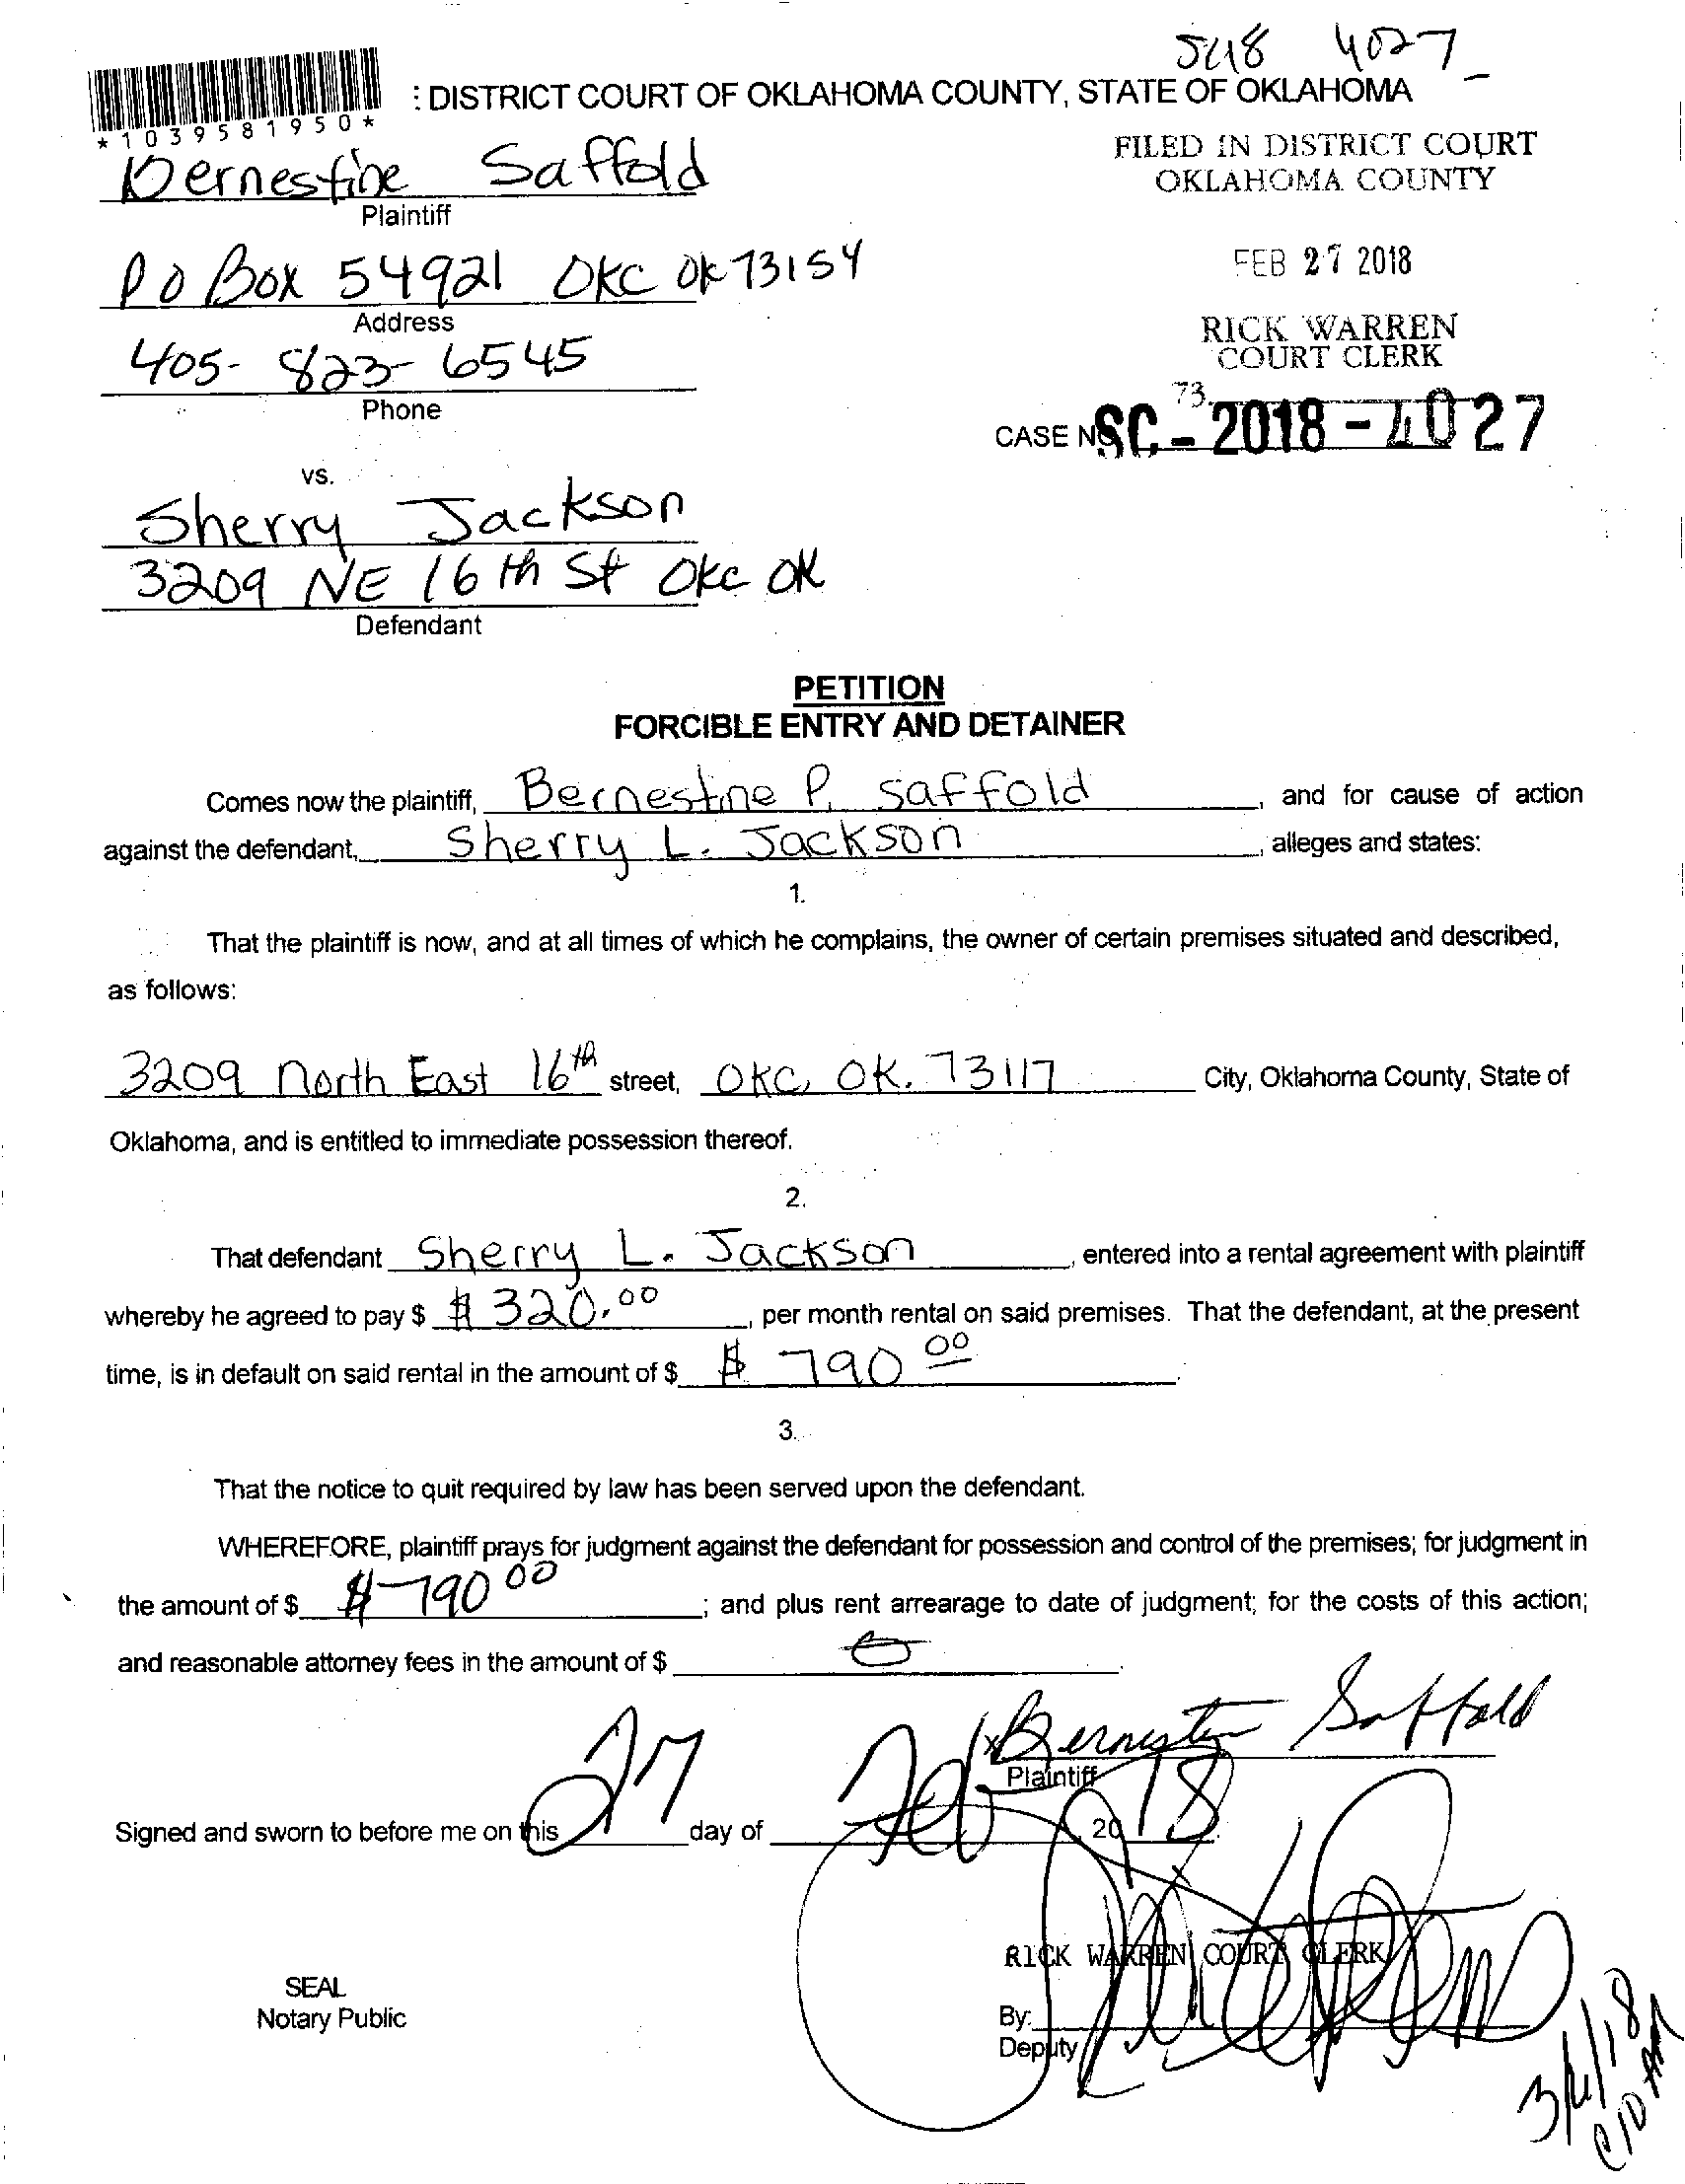 4027
*1039581950*
: DISTRICT COURT OF OKLAHOMA COUNTY, STATE OF OKLAHOMA
FILED IN DISTRICT COURT
OKLAHOMA COUNTY
Bernestine Saffold
Plaintiff
PO Box 54921 OKC OK 73154
Address
FEB 27 2018
405-823-6545
Phone
RICK WARREN
COURT CLERK
73
CASE NO SC-2018-4027
vs.
Sherry Jackson
3209 NE 16th St OKC OK
Defendant
PETITION
FORCIBLE ENTRY AND DETAINER
Comes now the plaintiff, Bernestine P. Saffold, and for cause of action
against the defendant, Sherry L. Jackson, alleges and states:
1.
That the plaintiff is now, and at all times of which he complains, the owner of certain premises situated and described,
as follows:
3209 North East 16th street, OKC, OK. 73117 City, Oklahoma County, State of
Oklahoma, and is entitled to immediate possession thereof.
2.
That defendant Sherry L. Jackson, entered into a rental agreement with plaintiff
whereby he agreed to pay $ $ 320.00, per month rental on said premises. That the defendant, at the present
time, is in default on said rental in the amount of $ $ 790 00.
3.
That the notice to quit required by law has been served upon the defendant.
WHEREFORE, plaintiff prays for judgment against the defendant for possession and control of the premises; for judgment in
the amount of $ $ 790 00; and plus rent arrearage to date of judgment; for the costs of this action;
and reasonable attorney fees in the amount of $ 0.
x Bernestine Saffold
Plaintiff
Signed and sworn to before me on this 27 day of Feb, 2018.
RICK WARREN COURT CLERK
SEAL
Notary Public
By:
Deputy
@ 10 AM